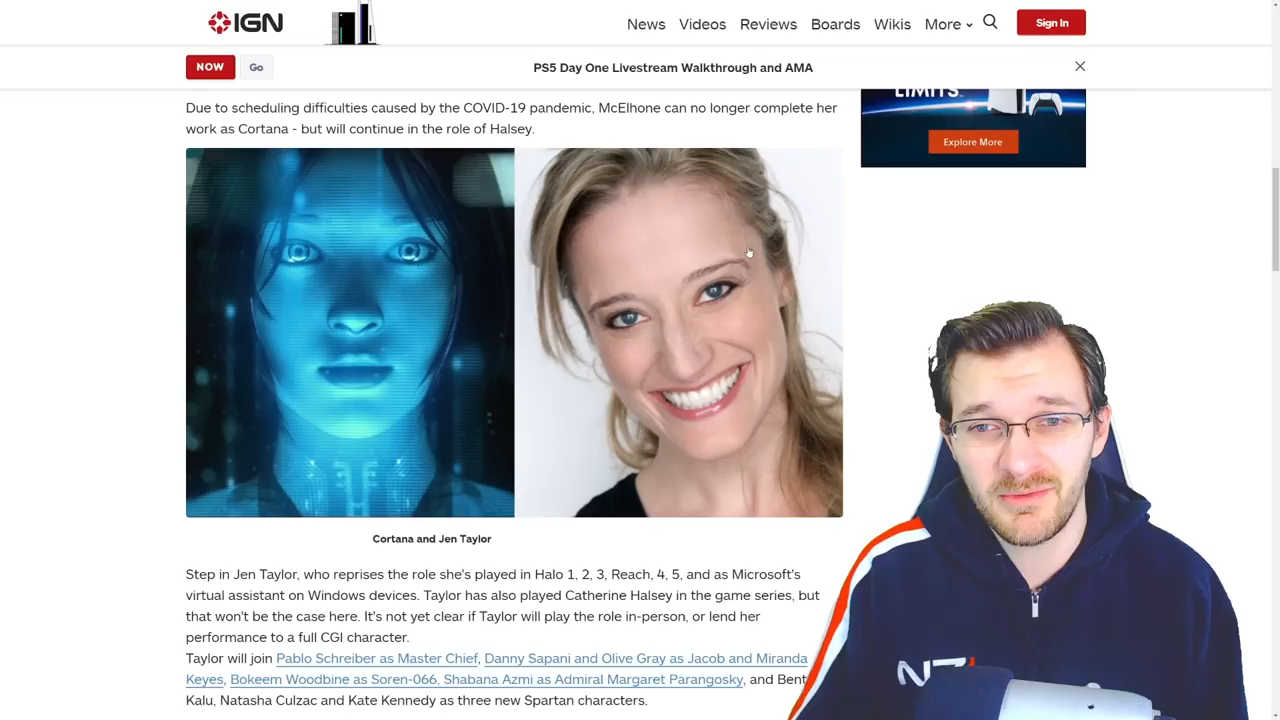 IGN
News Videos Reviews Boards Wikis More Sign In
NOW Go PS5 Day One Livestream Walkthrough and AMA
LIMITS.
Due to scheduling difficulties caused by the COVID-19 pandemic, McElhone can no longer complete her
work as Cortana - but will continue in the role of Halsey.
Explore More
Cortana and Jen Taylor
Step in Jen Taylor, who reprises the role she's played in Halo 1, 2, 3, Reach, 4, 5, and as Microsoft's
virtual assistant on Windows devices. Taylor has also played Catherine Halsey in the game series, but
that won't be the case here. It's not yet clear if Taylor will play the role in-person, or lend her
performance to a full CGI character.
Taylor will join Pablo Schreiber as Master Chief, Danny Sapani and Olive Gray as Jacob and Miranda
Keyes, Bokeem Woodbine as Soren-066, Shabana Azmi as Admiral Margaret Parangosky, and Bent
Kalu, Natasha Culzac and Kate Kennedy as three new Spartan characters.
N7